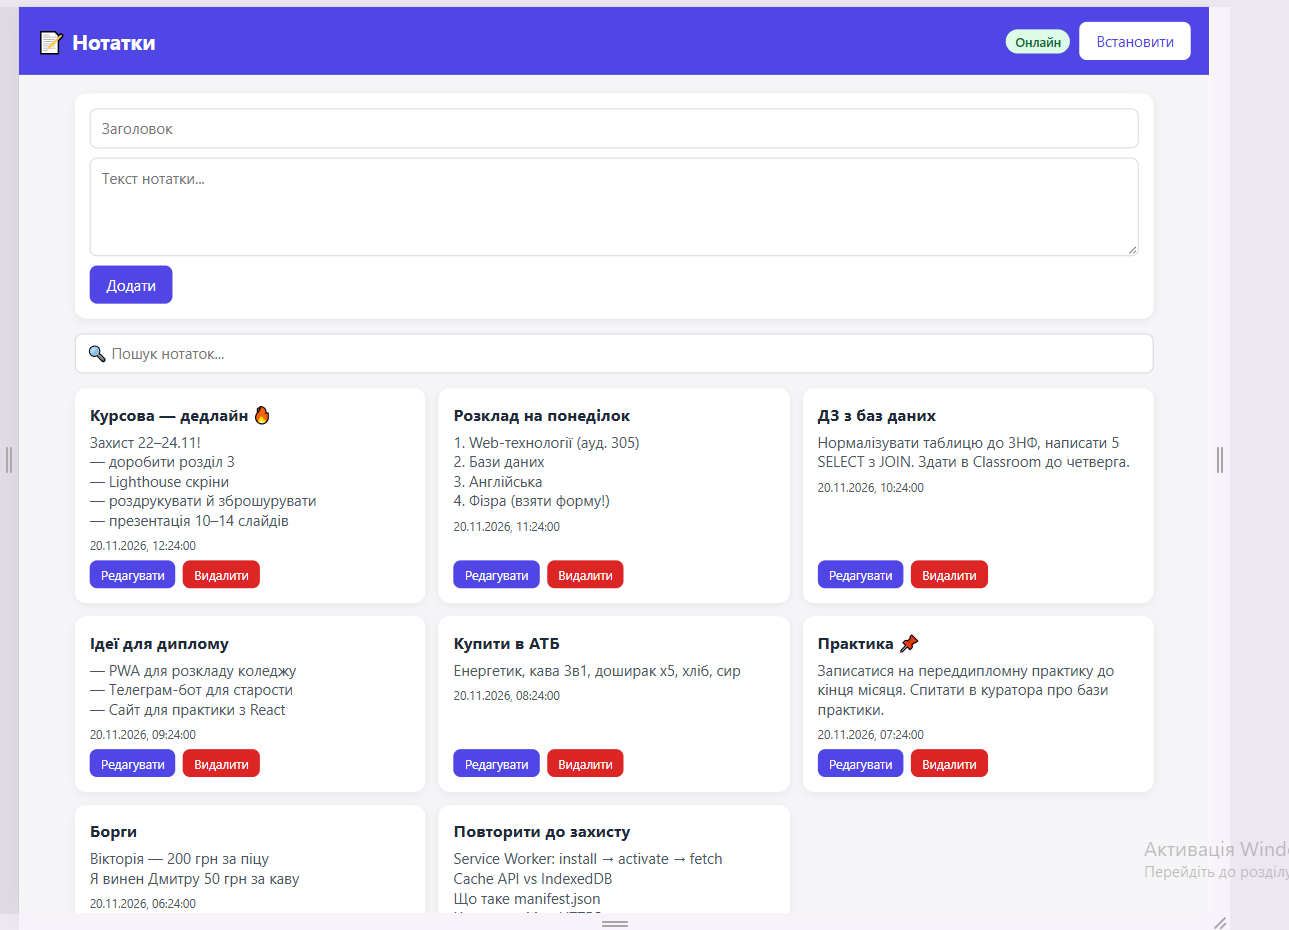 📝 Нотатки
Онлайн
Встановити
Заголовок
Текст нотатки...
Додати
🔍 Пошук нотаток...
Курсова — дедлайн 🔥
Захист 22–24.11!
— доробити розділ 3
— Lighthouse скріни
— роздрукувати й зброшурувати
— презентація 10–14 слайдів
20.11.2026, 12:24:00
Редагувати
Видалити
Розклад на понеділок
1. Web-технології (ауд. 305)
2. Бази даних
3. Англійська
4. Фізра (взяти форму!)
20.11.2026, 11:24:00
Редагувати
Видалити
ДЗ з баз даних
Нормалізувати таблицю до 3НФ, написати 5
SELECT з JOIN. Здати в Classroom до четверга.
20.11.2026, 10:24:00
Редагувати
Видалити
Ідеї для диплому
— PWA для розкладу коледжу
— Телеграм-бот для старости
— Сайт для практики з React
20.11.2026, 09:24:00
Редагувати
Видалити
Купити в АТБ
Енергетик, кава 3в1, доширак x5, хліб, сир
20.11.2026, 08:24:00
Редагувати
Видалити
Практика 📌
Записатися на переддипломну практику до
кінця місяця. Спитати в куратора про бази
практики.
20.11.2026, 07:24:00
Редагувати
Видалити
Борги
Вікторія — 200 грн за піцу
Я винен Дмитру 50 грн за каву
20.11.2026, 06:24:00
Повторити до захисту
Service Worker: install → activate → fetch
Cache API vs IndexedDB
Що таке manifest.json
Активація Wind
Перейдіть до розділу